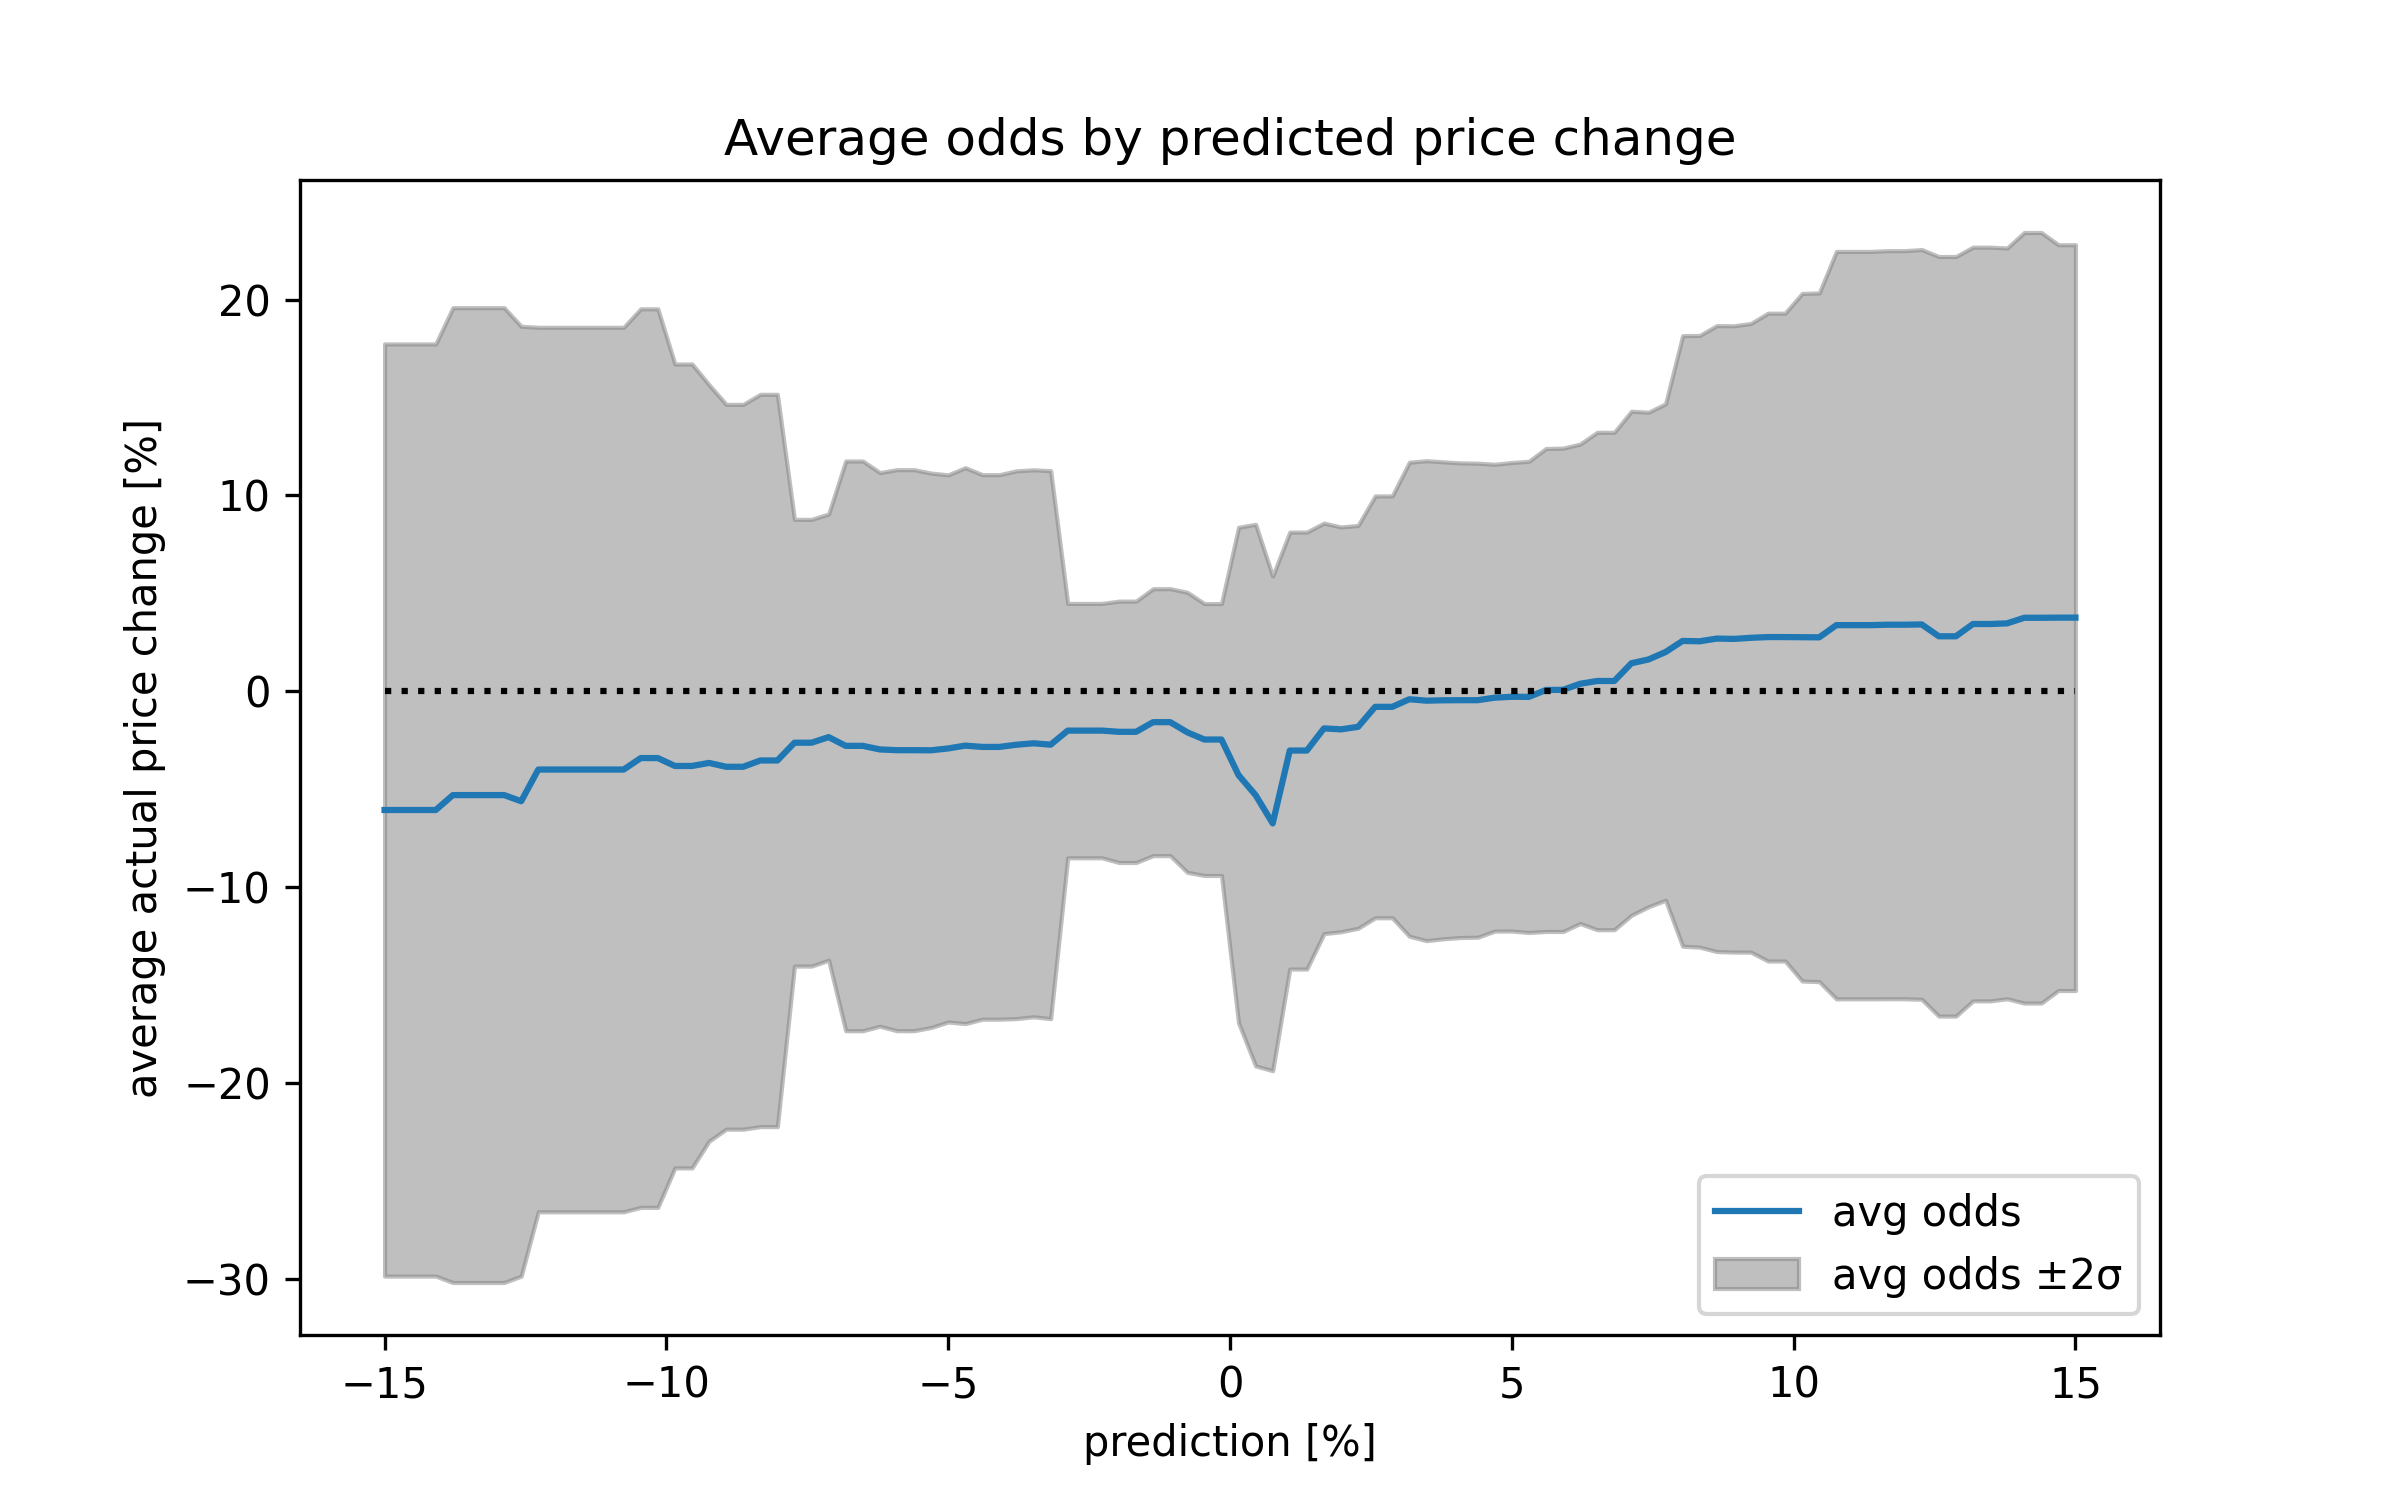 Average odds by predicted price change
average actual price change [%]
20
10
0
−10
−20
−30
−15
−10
−5
0
5
10
15
prediction [%]
avg odds
avg odds ±2σ